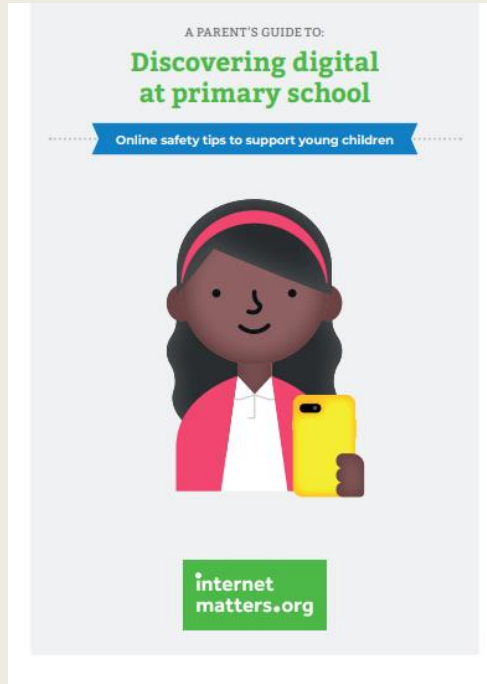 A PARENT'S GUIDE TO:
Discovering digital
at primary school
Online safety tips to support young children
internet
matters.org